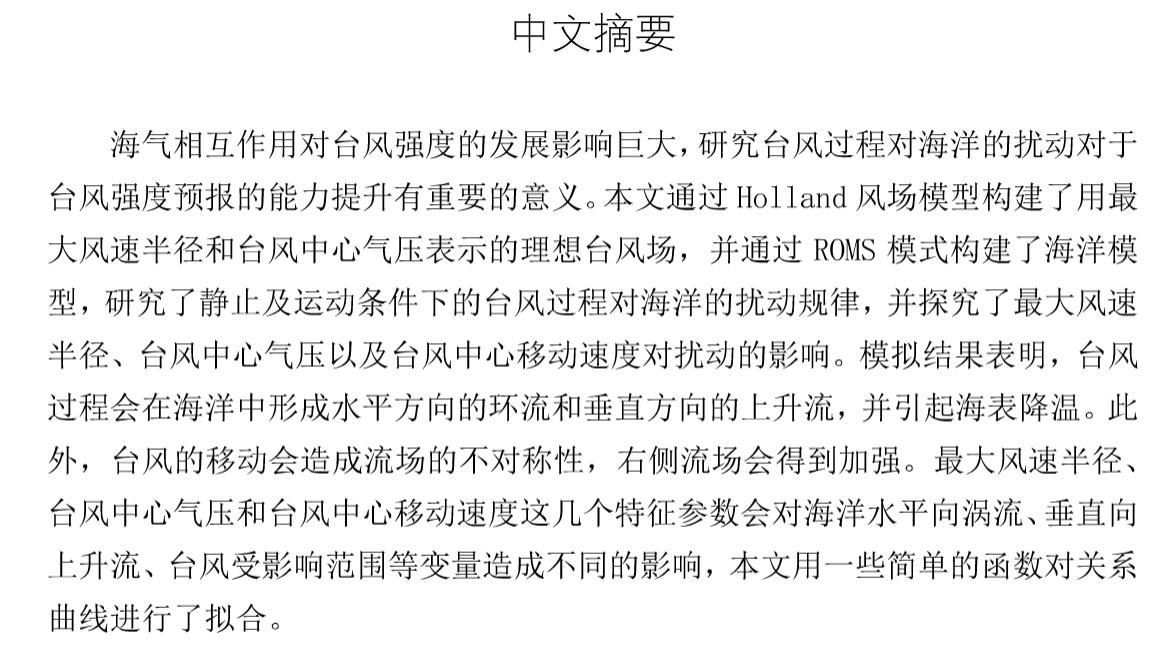 中文摘要
海气相互作用对台风强度的发展影响巨大，研究台风过程对海洋的扰动对于
台风强度预报的能力提升有重要的意义。本文通过 Holland 风场模型构建了用最
大风速半径和台风中心气压表示的理想台风场，并通过 ROMS 模式构建了海洋模
型，研究了静止及运动条件下的台风过程对海洋的扰动规律，并探究了最大风速
半径、台风中心气压以及台风中心移动速度对扰动的影响。模拟结果表明，台风
过程会在海洋中形成水平方向的环流和垂直方向的上升流，并引起海表降温。此
外，台风的移动会造成流场的不对称性，右侧流场会得到加强。最大风速半径、
台风中心气压和台风中心移动速度这几个特征参数会对海洋水平向涡流、垂直向
上升流、台风受影响范围等变量造成不同的影响，本文用一些简单的函数对关系
曲线进行了拟合。